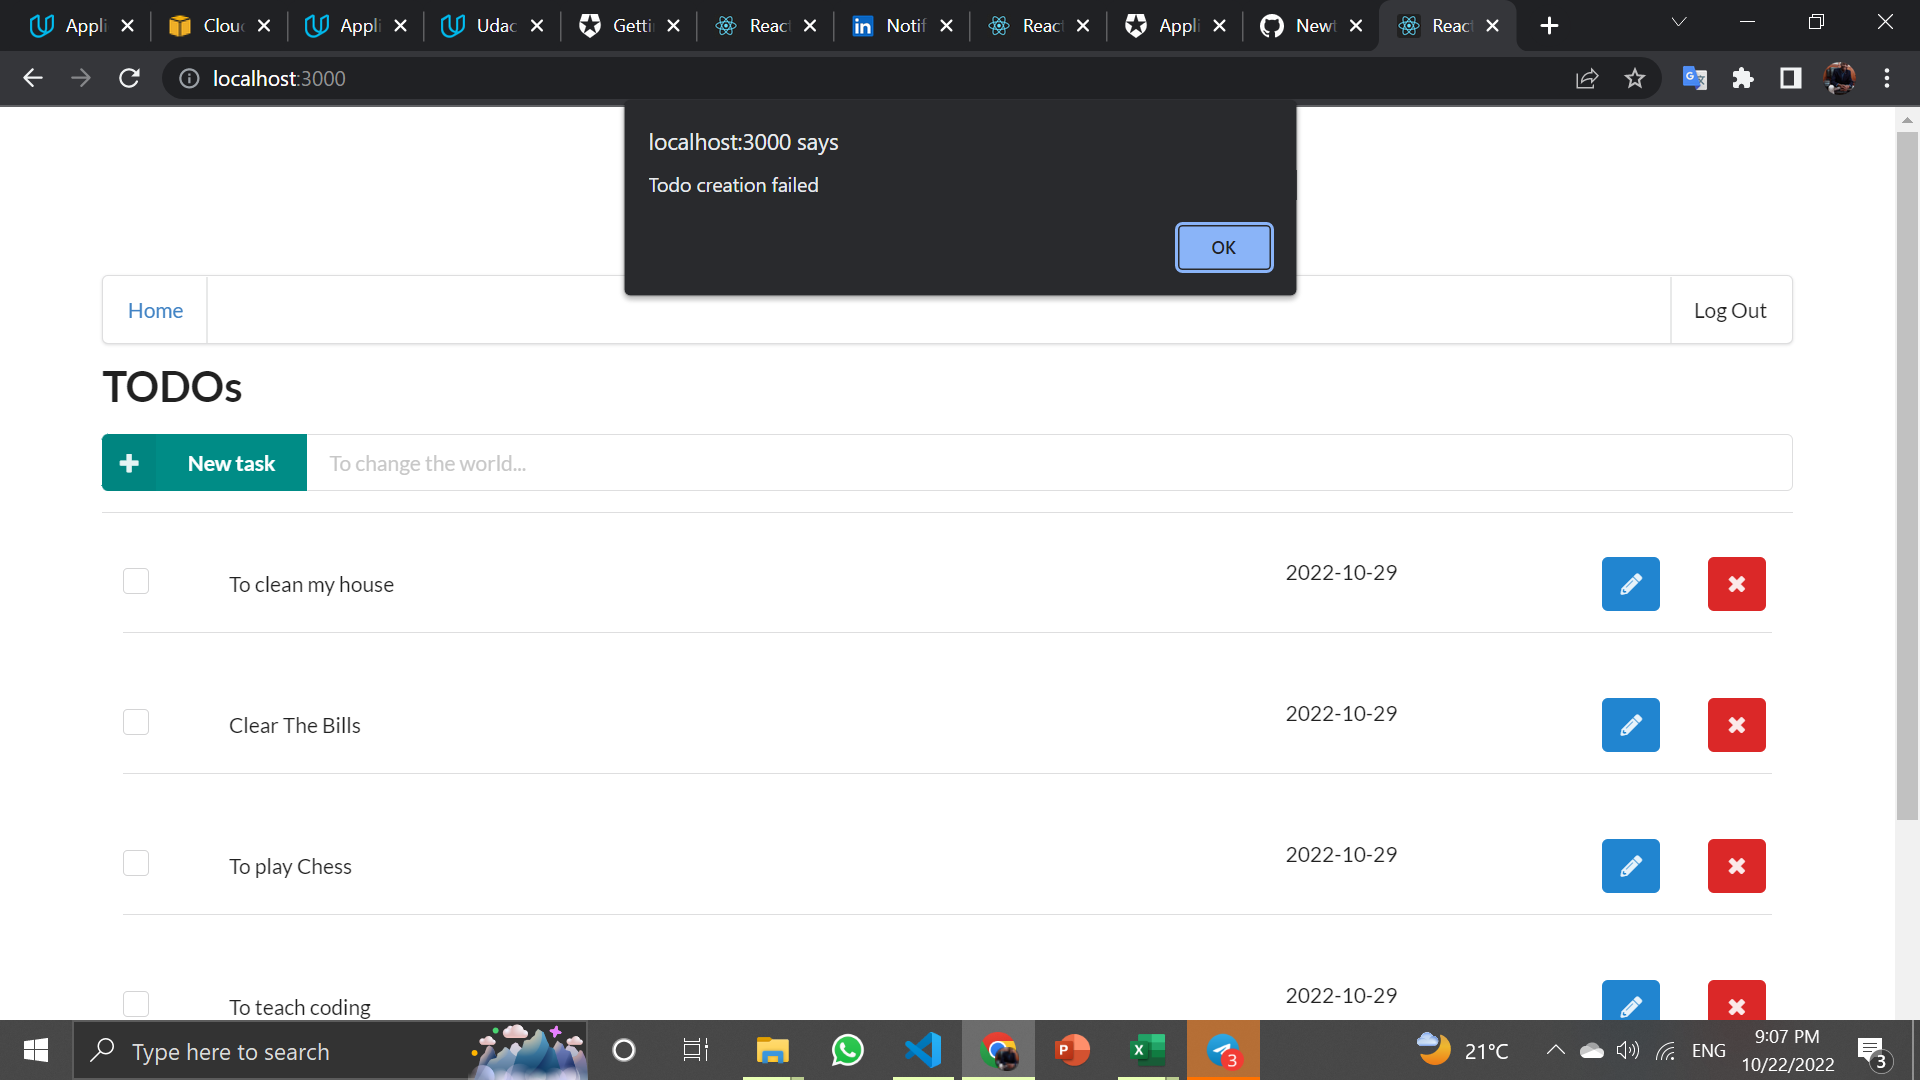 Appli
Clou
Appli
Udac
Getti
React
Notif
React
Appli
Newt
React
localhost:3000
localhost:3000 says
Todo creation failed
OK
Home
Log Out
TODOs
New task
To change the world...
To clean my house
2022-10-29
Clear The Bills
2022-10-29
To play Chess
2022-10-29
To teach coding
2022-10-29
Type here to search
3
21°C
ENG
9:07 PM
10/22/2022
3